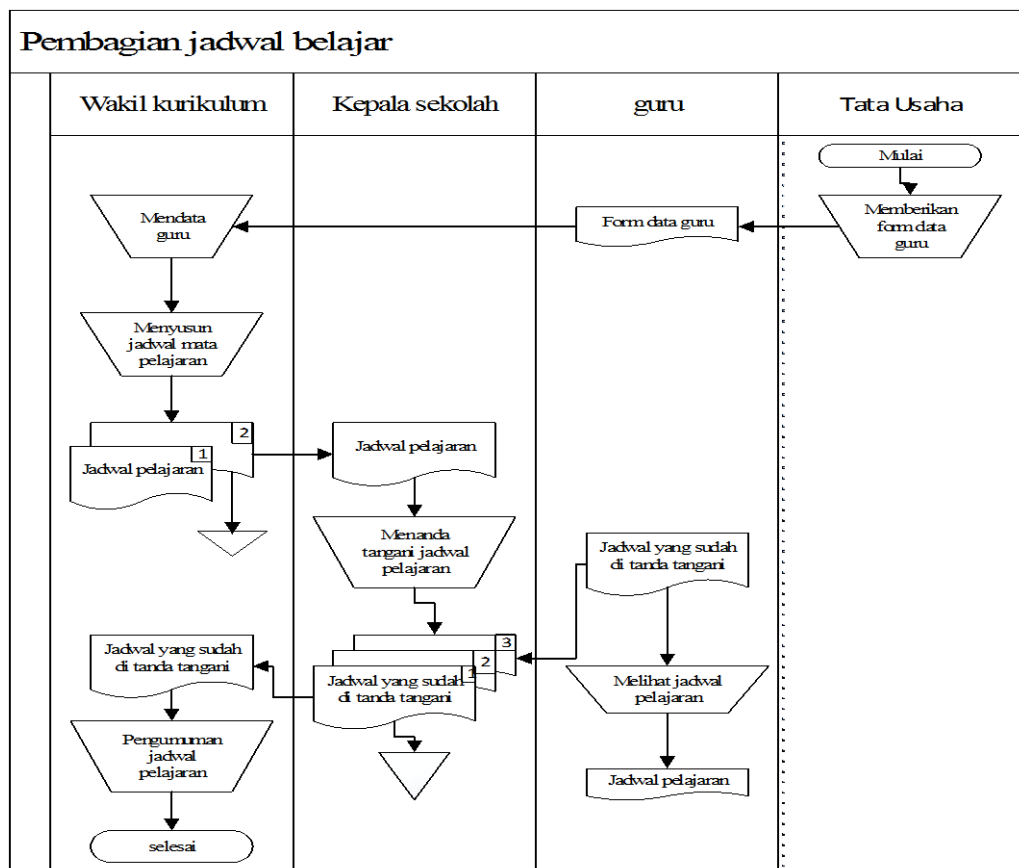 Pembagian jadwal belajar
Wakil kurikulum
Kepala sekolah
guru
Tata Usaha
Mulai
Mendata
guru
Form data guru
Memberikan
form data
guru
Menyusun
jadwal mata
pelajaran
2
1
Jadwal pelajaran
Jadwal pelajaran
Menanda
tangani jadwal
pelajaran
Jadwal yang sudah
di tanda tangani
3
2
1
Jadwal yang sudah
di tanda tangani
Jadwal yang sudah
di tanda tangani
Melihat jadwal
pelajaran
Pengumuman
jadwal
pelajaran
Jadwal pelajaran
selesai